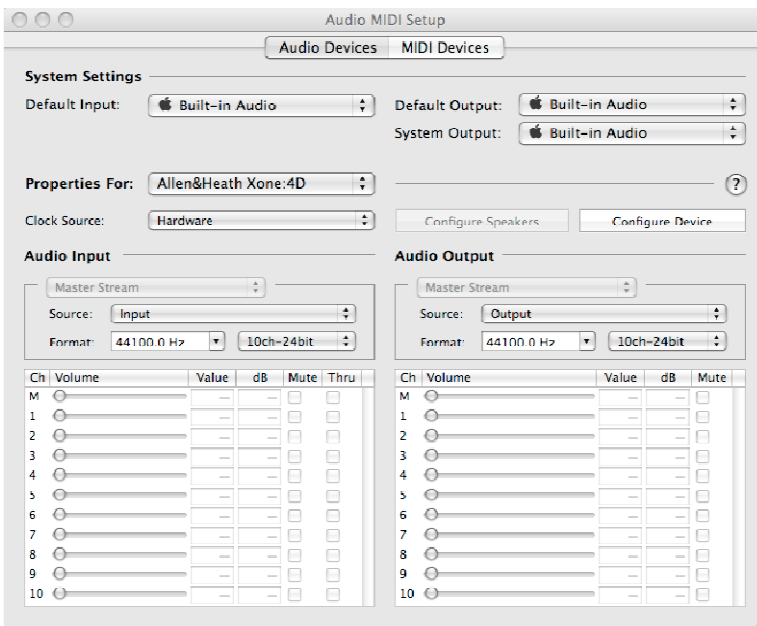 Audio MIDI Setup
Audio Devices MIDI Devices
System Settings
Default Input: Built-in Audio Default Output: Built-in Audio
System Output: Built-in Audio
Properties For: Allen&Heath Xone:4D ?
Clock Source: Hardware Configure Speakers Configure Device
Audio Input Audio Output
Master Stream Master Stream
Source: Input Source: Output
Format: 44100.0 Hz 10ch-24bit Format: 44100.0 Hz 10ch-24bit
Ch Volume Value dB Mute Thru Ch Volume Value dB Mute
M — — M — —
1 — — 1 — —
2 — — 2 — —
3 — — 3 — —
4 — — 4 — —
5 — — 5 — —
6 — — 6 — —
7 — — 7 — —
8 — — 8 — —
9 — — 9 — —
10 — — 10 — —